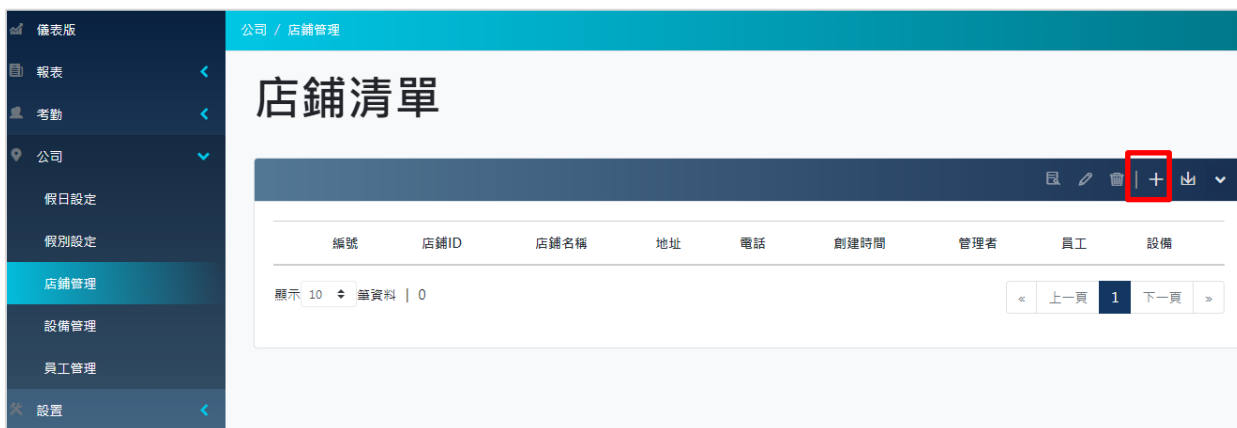 儀表版
報表
考勤
公司
假日設定
假別設定
店鋪管理
設備管理
員工管理
設置
公司 / 店鋪管理
店鋪清單
編號 店鋪ID 店鋪名稱 地址 電話 創建時間 管理者 員工 設備
顯示 10 筆資料 | 0
« 上一頁 1 下一頁 »